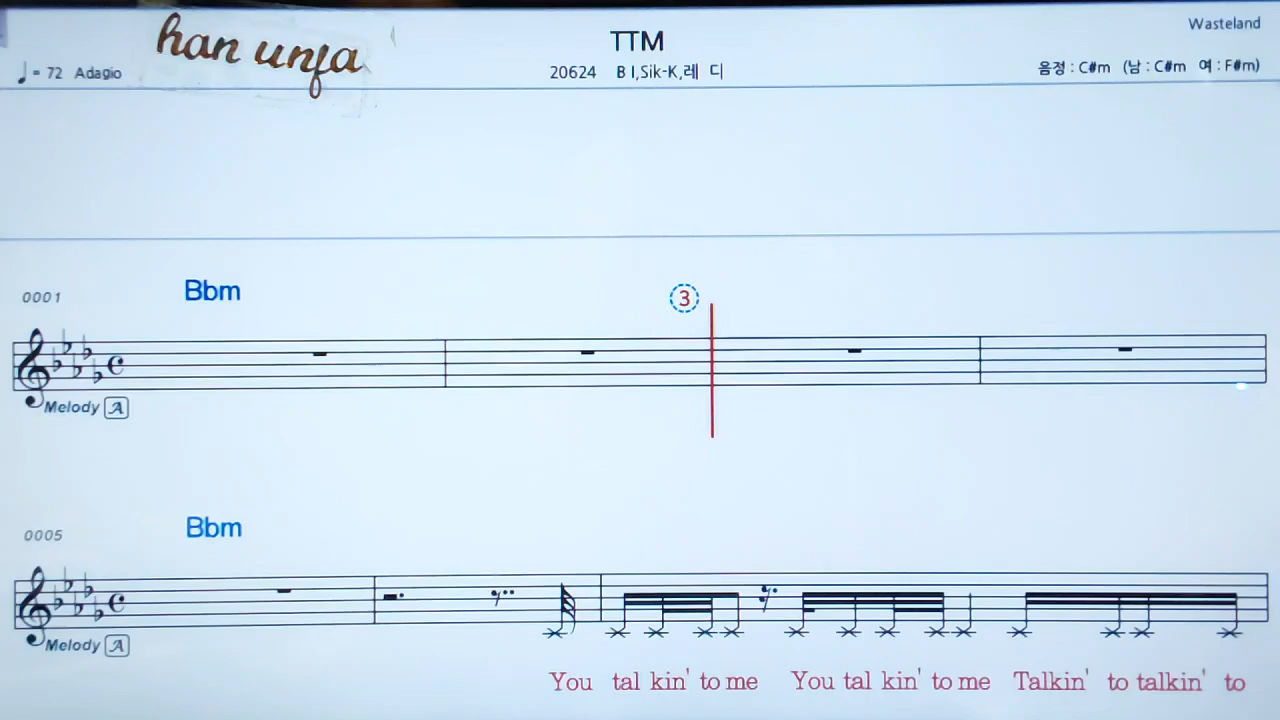 Wasteland
han unja
TTM
♩= 72 Adagio
20624 B I,Sik-K,레 디
음정 : C#m (남 : C#m 여 : F#m)
0001
Bbm
3
Melody A
0005
Bbm
Melody A
You tal kin' to me You tal kin' to me Talkin' to talkin' to